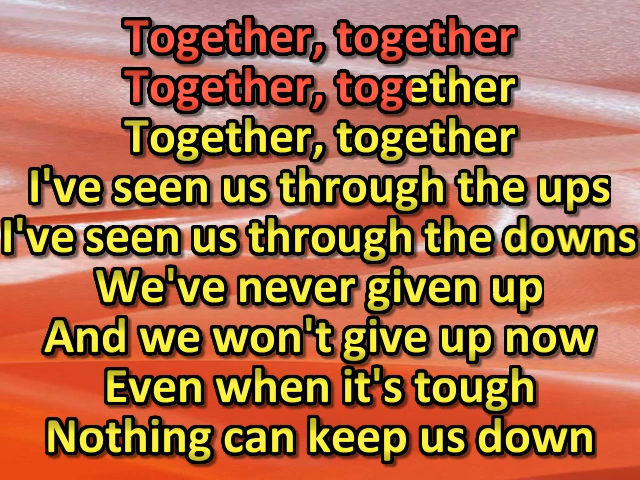 Together, together
Together, together
Together, together
I've seen us through the ups
I've seen us through the downs
We've never given up
And we won't give up now
Even when it's tough
Nothing can keep us down